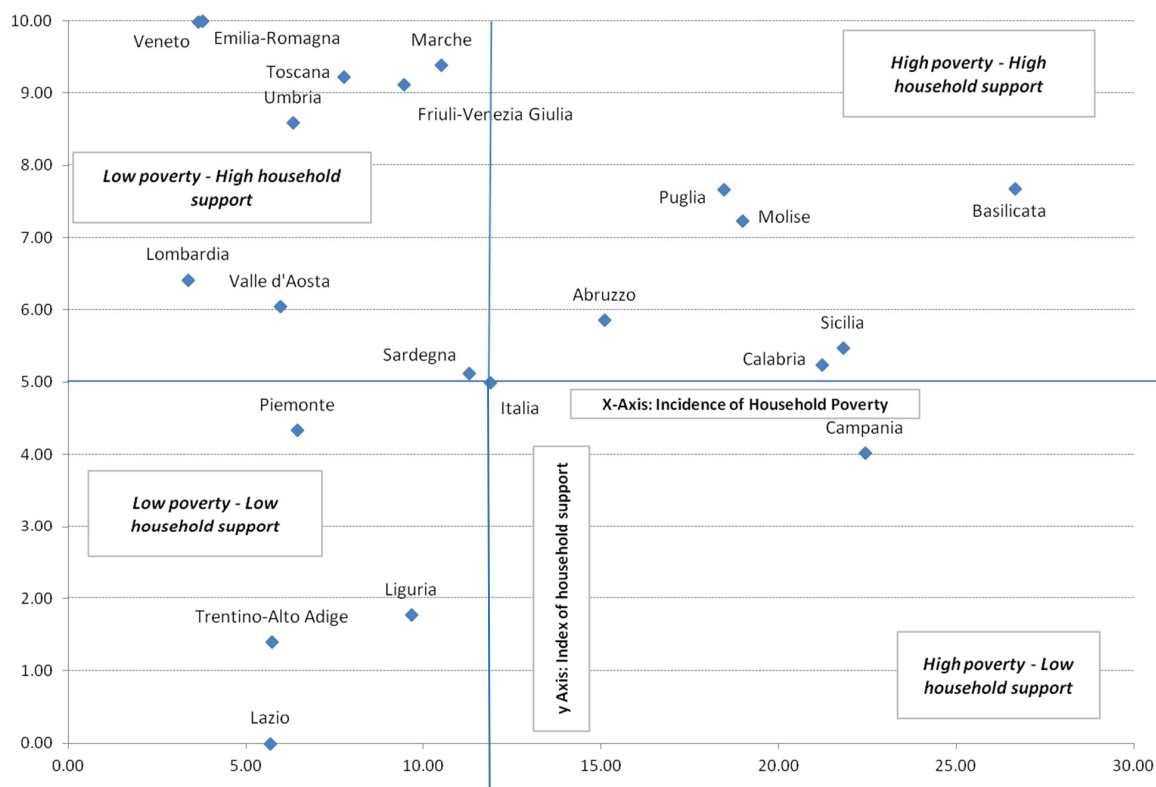 10.00
Veneto
Emilia-Romagna
Marche
Toscana
High poverty - High
household support
9.00
Umbria
Friuli-Venezia Giulia
8.00
Low poverty - High household
support
Puglia
Molise
Basilicata
7.00
Lombardia
Valle d'Aosta
Abruzzo
6.00
Sicilia
Sardegna
Calabria
5.00
Piemonte
Italia
X-Axis: Incidence of Household Poverty
Campania
4.00
Low poverty - Low
household support
y Axis: Index of household support
3.00
2.00
Liguria
Trentino-Alto Adige
1.00
High poverty - Low
household support
Lazio
0.00
0.00 5.00 10.00 15.00 20.00 25.00 30.00